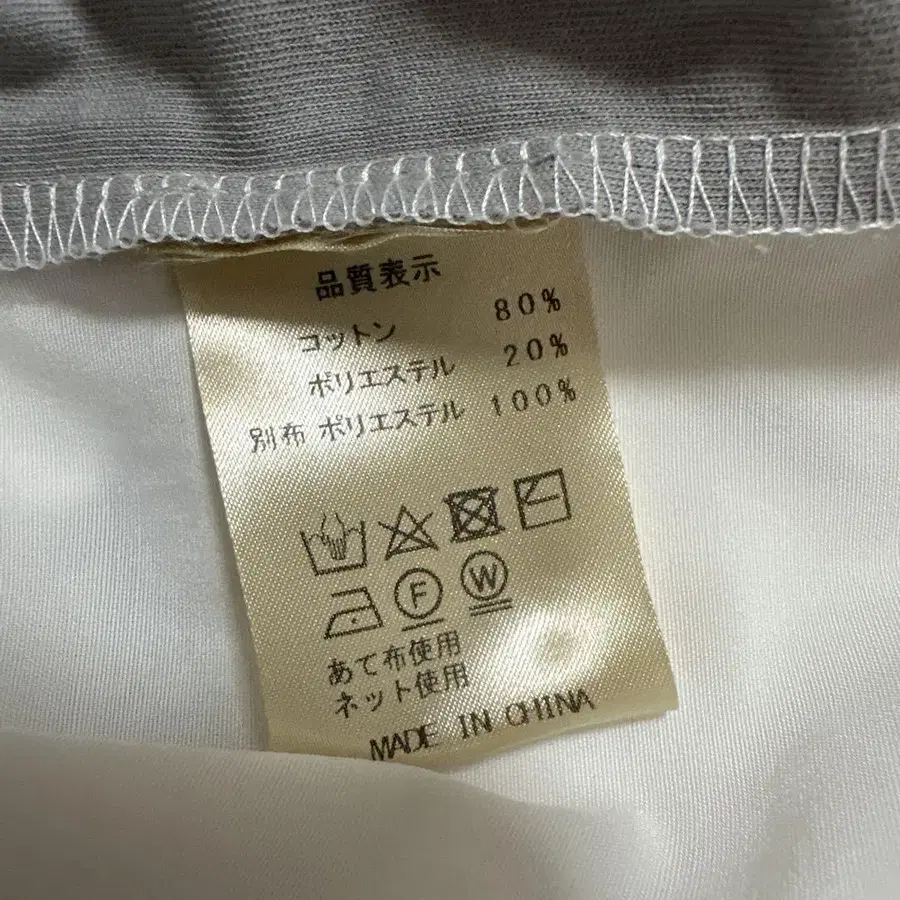 品質表示
コットン 80%
ポリエステル 20%
別布 ポリエステル 100%
F W
あて布使用
ネット使用
MADE IN CHINA